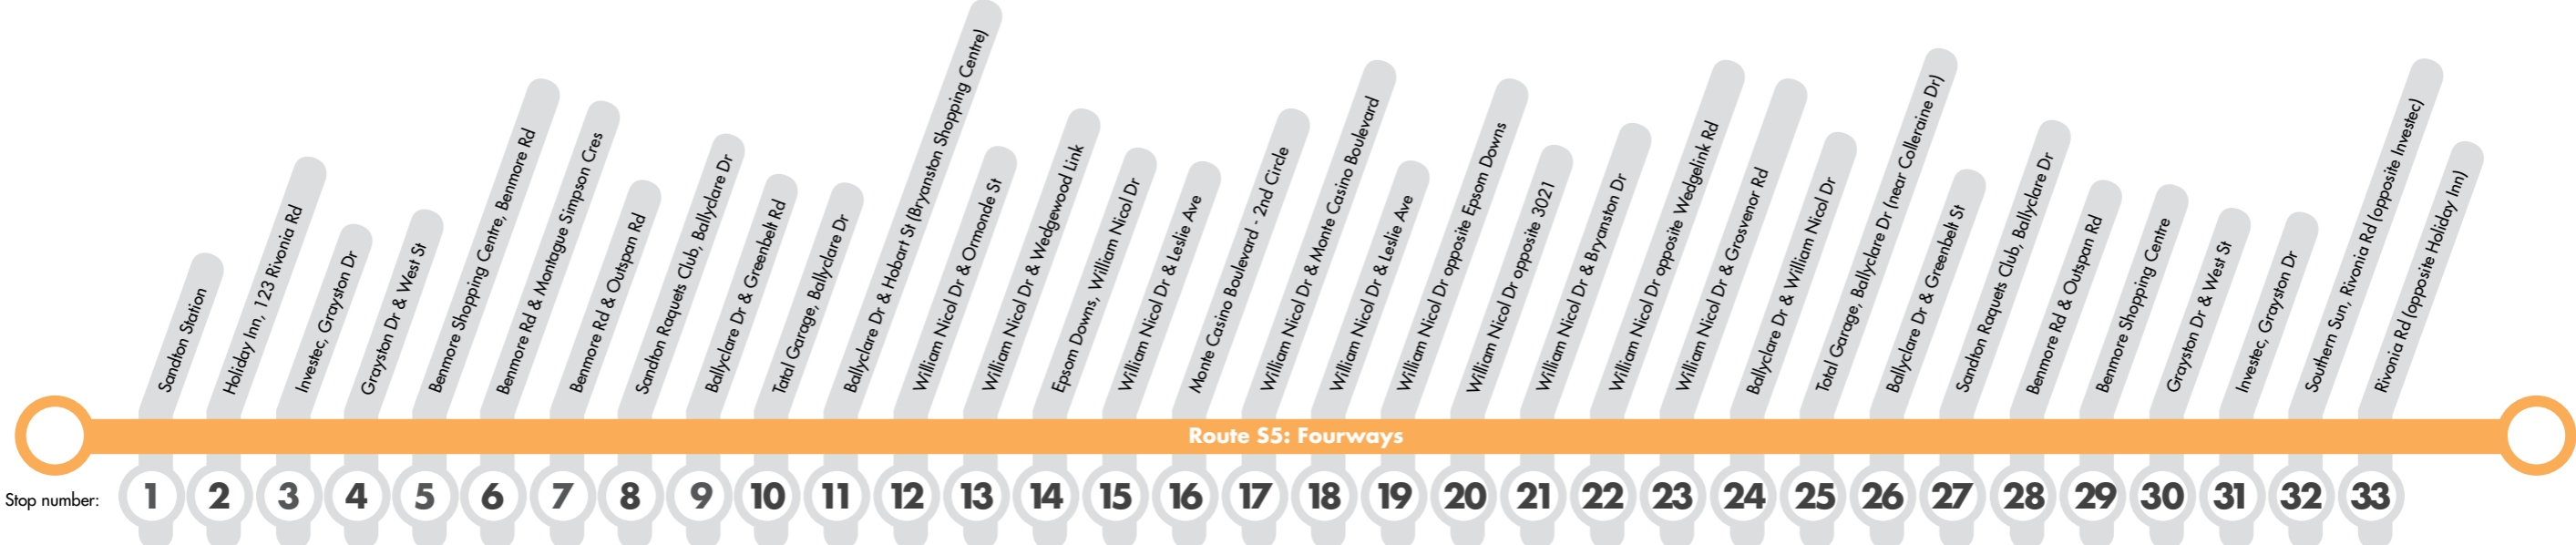 Sandton Station
Holiday Inn, 123 Rivonia Rd
Investec, Grayston Dr
Grayston Dr & West St
Benmore Shopping Centre, Benmore Rd
Benmore Rd & Montague Simpson Cres
Benmore Rd & Outspan Rd
Sandton Raquets Club, Ballyclare Dr
Ballyclare Dr & Greenbelt Rd
Total Garage, Ballyclare Dr
Ballyclare Dr & Hobart St (Bryanston Shopping Centre)
William Nicol Dr & Ormonde St
William Nicol Dr & Wedgewood Link
Epsom Downs, William Nicol Dr
William Nicol Dr & Leslie Ave
Monte Casino Boulevard - 2nd Circle
William Nicol Dr & Monte Casino Boulevard
William Nicol Dr & Leslie Ave
William Nicol Dr opposite Epsom Downs
William Nicol Dr opposite 3021
William Nicol Dr & Bryanston Dr
William Nicol Dr opposite Wedgelink Rd
William Nicol Dr & Grosvenor Rd
Ballyclare Dr & William Nicol Dr
Total Garage, Ballyclare Dr (near Colleraine Dr)
Ballyclare Dr & Greenbelt St
Sandton Raquets Club, Ballyclare Dr
Benmore Rd & Outspan Rd
Benmore Shopping Centre
Grayston Dr & West St
Investec, Grayston Dr
Southern Sun, Rivonia Rd (opposite Investec)
Rivonia Rd (opposite Holiday Inn)
Route S5: Fourways
Stop number: 1 2 3 4 5 6 7 8 9 10 11 12 13 14 15 16 17 18 19 20 21 22 23 24 25 26 27 28 29 30 31 32 33